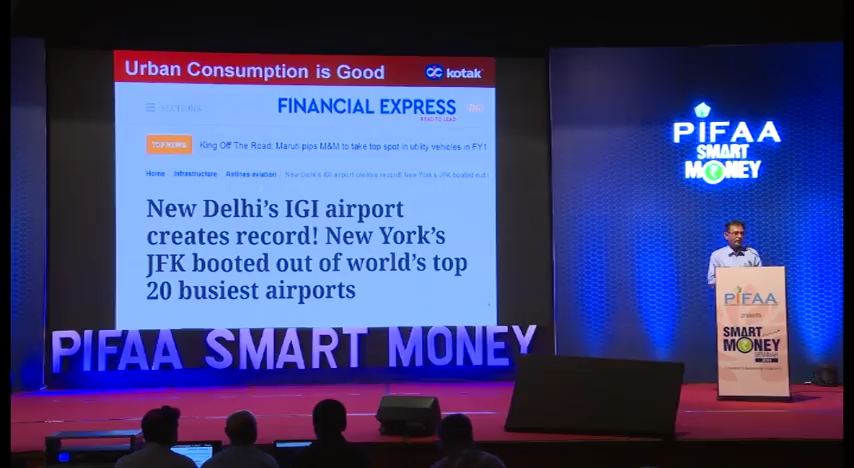 Urban Consumption is Good
kotak
SECTIONS
FINANCIAL EXPRESS
READ TO LEAD
TOP NEWS
King Off The Road: Maruti pips M&M to take top spot in utility vehicles in FY1
Home Infrastructure Airlines aviation New Delhi's IGI airport creates record! New York's JFK booted out of
New Delhi's IGI airport
creates record! New York's
JFK booted out of world's top
20 busiest airports
PIFAA SMART MONEY
PIFAA
SMART
MONEY
PIFAA
presents
SMART
MONEY
SEMINAR